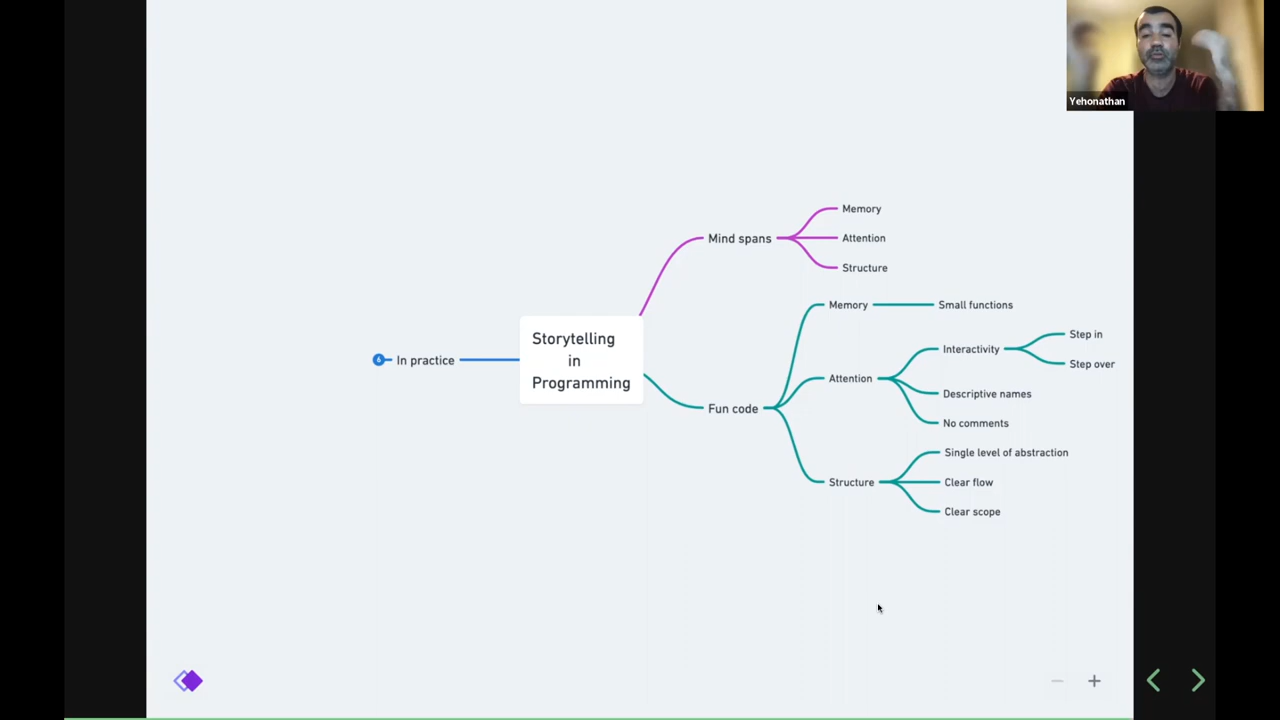 Yehonathan
Memory
Mind spans
Attention
Structure
Memory
Small functions
Step in
Interactivity
Step over
Storytelling
in
Programming
6
In practice
Attention
Descriptive names
Fun code
No comments
Single level of abstraction
Structure
Clear flow
Clear scope